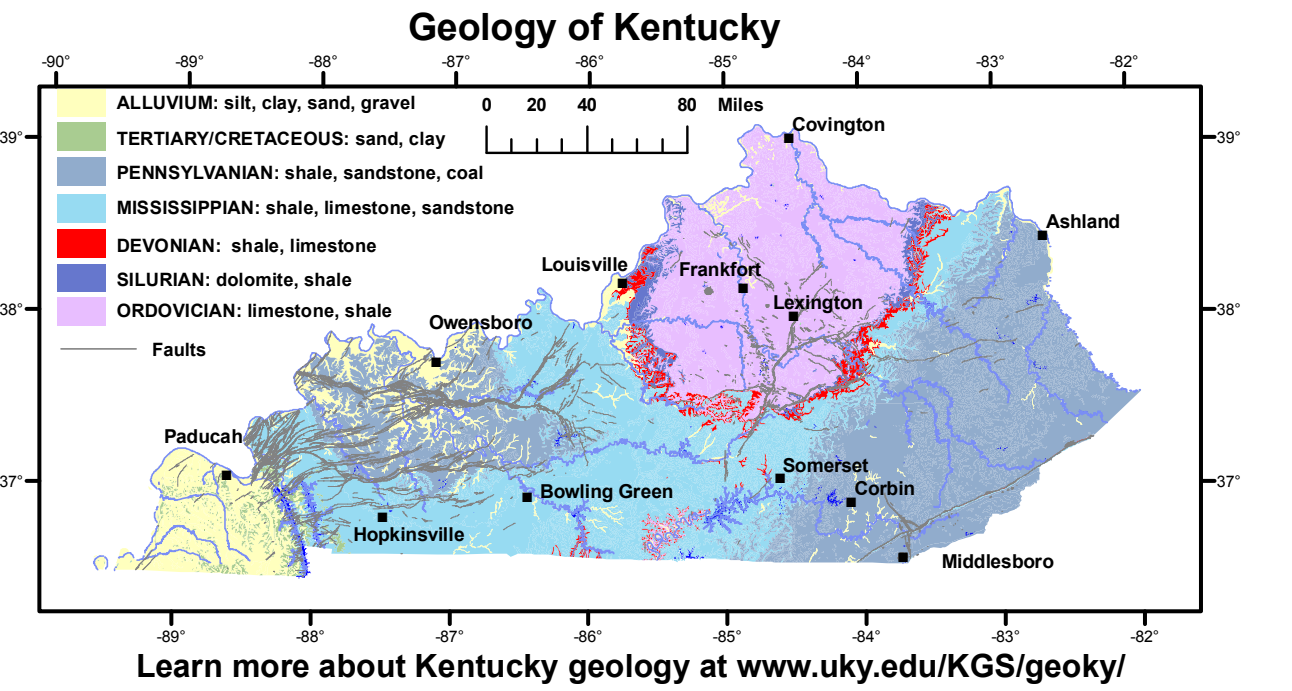 Geology of Kentucky
-90° -89° -88° -87° -86° -85° -84° -83° -82°
ALLUVIUM: silt, clay, sand, gravel
0 20 40 80 Miles
TERTIARY/CRETACEOUS: sand, clay
Covington
39° 39°
PENNSYLVANIAN: shale, sandstone, coal
MISSISSIPPIAN: shale, limestone, sandstone
Ashland
DEVONIAN: shale, limestone
Louisville
Frankfort
SILURIAN: dolomite, shale
Lexington
38° 38°
ORDOVICIAN: limestone, shale
Owensboro
Faults
Paducah
Somerset
37° 37°
Bowling Green
Corbin
Hopkinsville
Middlesboro
-89° -88° -87° -86° -85° -84° -83° -82°
Learn more about Kentucky geology at www.uky.edu/KGS/geoky/